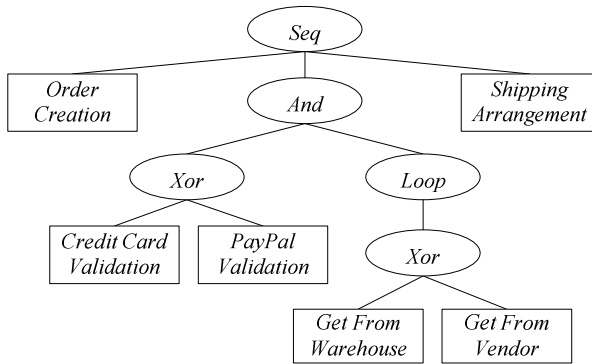 Seq
Order
Creation
And
Shipping
Arrangement
Xor
Loop
Credit Card
Validation
PayPal
Validation
Xor
Get From
Warehouse
Get From
Vendor